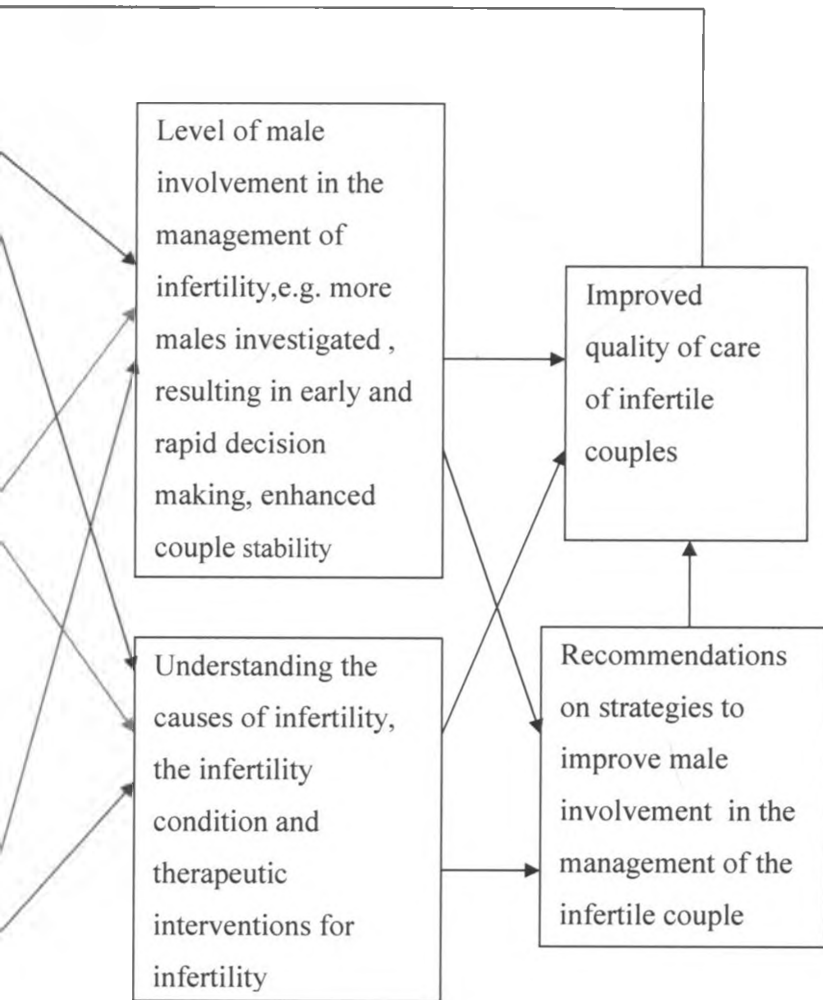 Level of male
involvement in the
management of
infertility,e.g. more
males investigated ,
resulting in early and
rapid decision
making, enhanced
couple stability
Understanding the
causes of infertility,
the infertility
condition and
therapeutic
interventions for
infertility
Improved
quality of care
of infertile
couples
Recommendations
on strategies to
improve male
involvement in the
management of the
infertile couple